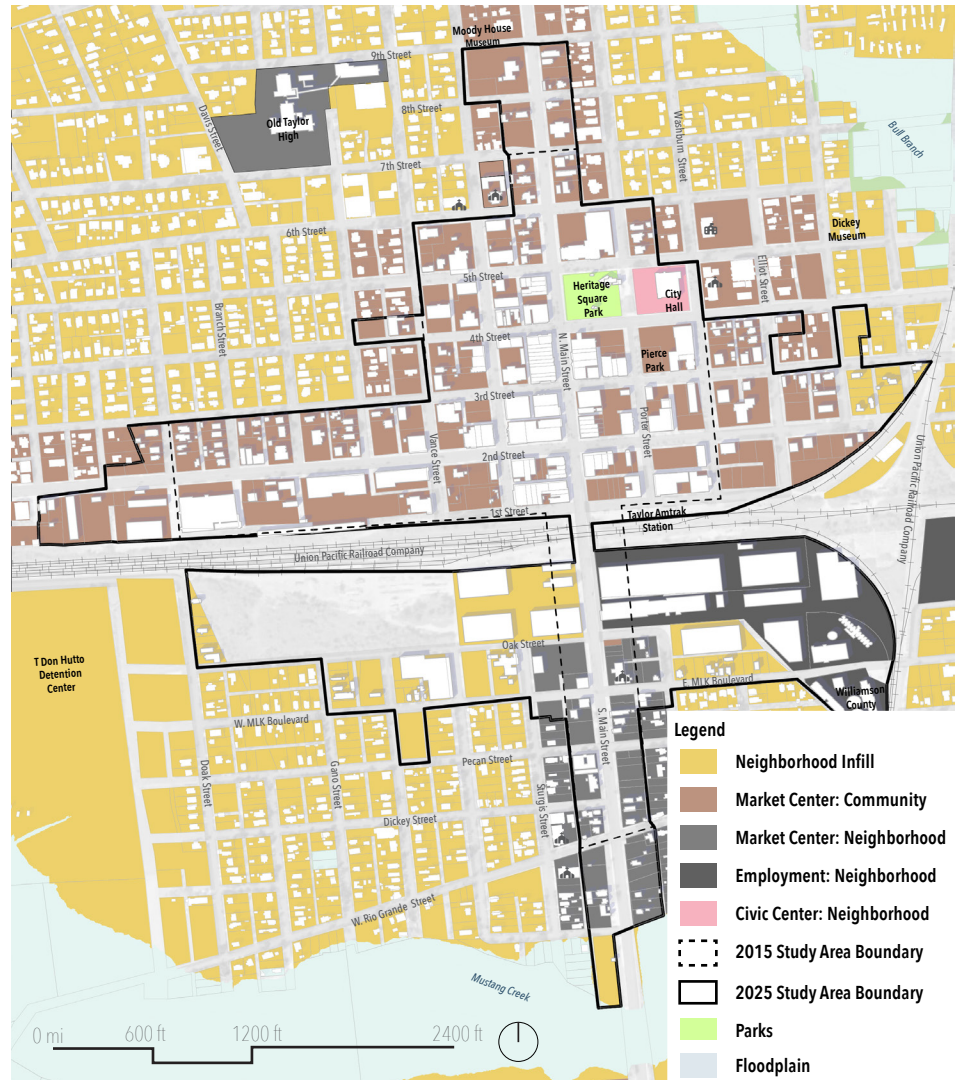 Moody House
Museum
9th Street
8th Street
Old Taylor
High
Davis Street
Washburn Street
Bull Branch
7th Street
6th Street
Dickey
Museum
5th Street
Elliot Street
Heritage
Square
Park
City
Hall
Branch Street
4th Street
N. Main Street
Pierce
Park
3rd Street
Porter Street
Vance Street
2nd Street
1st Street
Taylor Amtrak
Station
Union Pacific Railroad Company
Union Pacific Railroad
Company
Oak Street
T Don Hutto
Detention
Center
E. MLK Boulevard
Williamson
County
W. MLK Boulevard
S. Main Street
Pecan Street
Doak Street
Gano Street
Sturgis Street
Dickey Street
W. Rio Grande Street
Mustang Creek
Legend
Neighborhood Infill
Market Center: Community
Market Center: Neighborhood
Employment: Neighborhood
Civic Center: Neighborhood
2015 Study Area Boundary
2025 Study Area Boundary
Parks
Floodplain
0 mi 600 ft 1200 ft 2400 ft